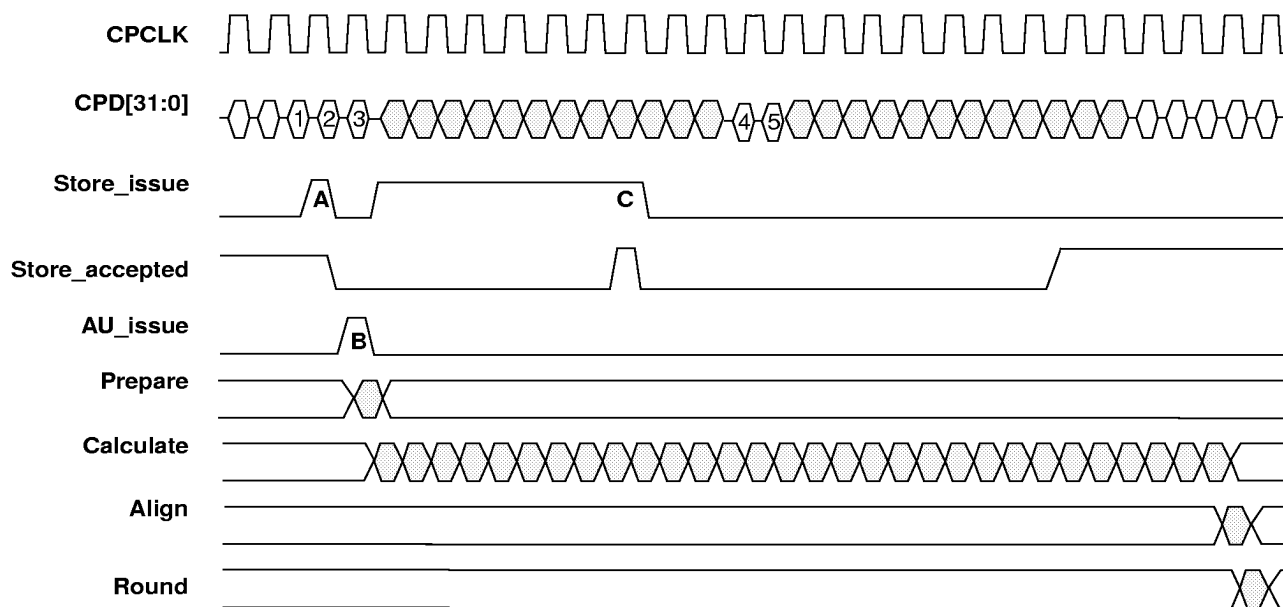 CPCLK
CPD[31:0] 1 2 3 4 5
Store_issue A C
Store_accepted
AU_issue B
Prepare
Calculate
Align
Round